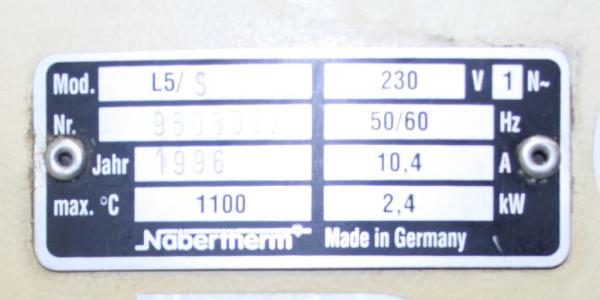 Mod. L5/ S 230 V 1 N~
Nr. 50/60 Hz
Jahr 1996 10,4 A
max. °C 1100 2,4 kW
Nabertherm Made in Germany